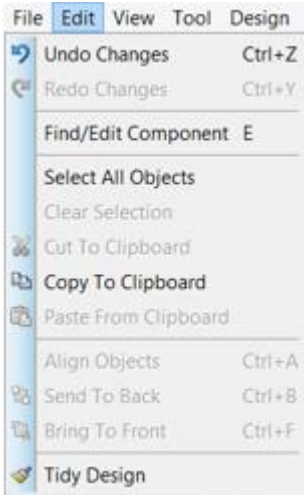 File Edit View Tool Design
Undo Changes Ctrl+Z
Redo Changes Ctrl+Y
Find/Edit Component E
Select All Objects
Clear Selection
Cut To Clipboard
Copy To Clipboard
Paste From Clipboard
Align Objects Ctrl+A
Send To Back Ctrl+B
Bring To Front Ctrl+F
Tidy Design